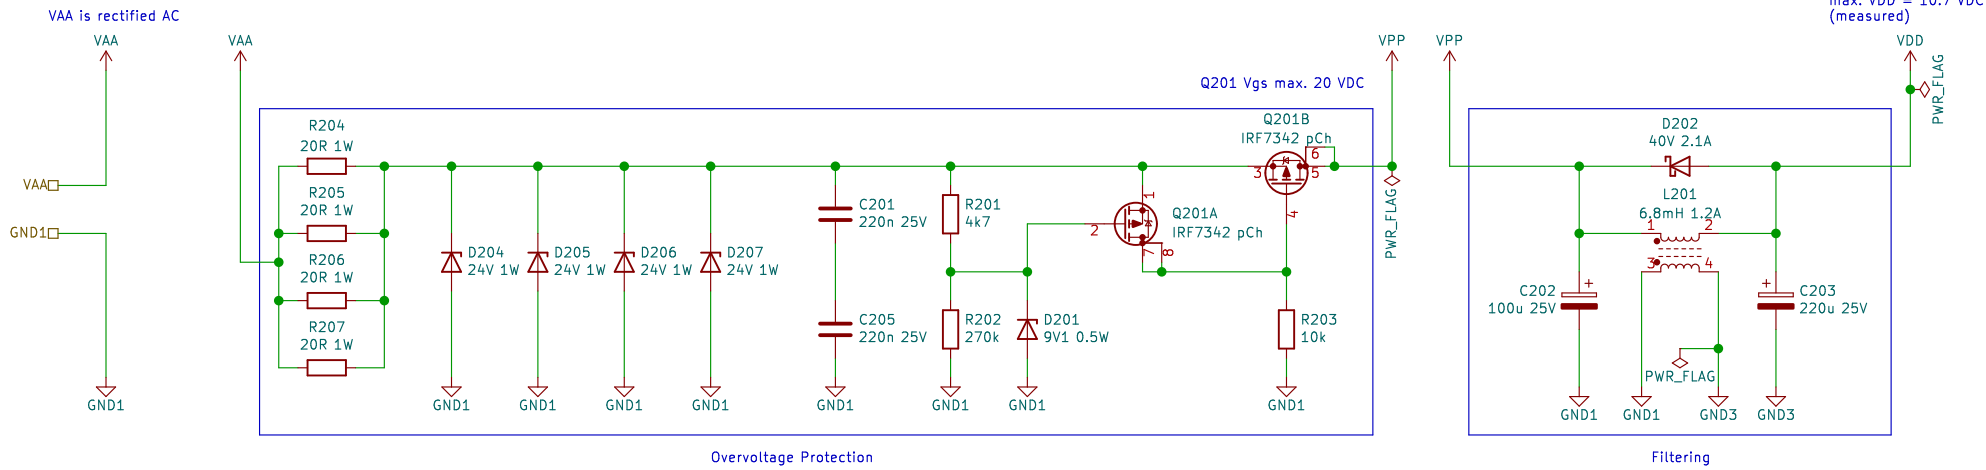 VAA is rectified AC
max. VDD = 10.7 VDC
(measured)
VAA
VAA
VPP
VPP
VDD
PWR_FLAG
Q201 Vgs max. 20 VDC
R204
20R 1W
R205
20R 1W
R206
20R 1W
R207
20R 1W
VAA
GND1
GND1
D204
24V 1W
GND1
D205
24V 1W
GND1
D206
24V 1W
GND1
D207
24V 1W
GND1
C201
220n 25V
C205
220n 25V
GND1
R201
4k7
R202
270k
GND1
D201
9V1 0.5W
GND1
1
2
7
8
Q201A
IRF7342 pCh
Q201B
IRF7342 pCh
3
6
5
4
R203
10k
GND1
PWR_FLAG
D202
40V 2.1A
L201
6.8mH 1.2A
1
2
3
4
C202
100u 25V
GND1
PWR_FLAG
GND1
GND3
C203
220u 25V
GND3
Overvoltage Protection
Filtering